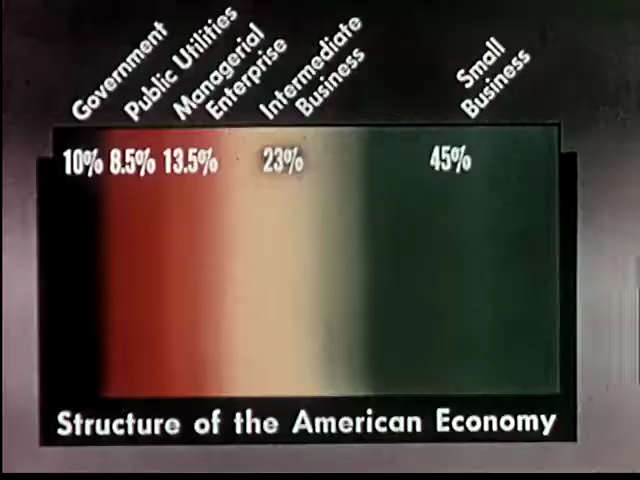 Government
Public Utilities
Managerial
Enterprise
Intermediate
Business
Small
Business
10% 8.5% 13.5% 23% 45%
Structure of the American Economy